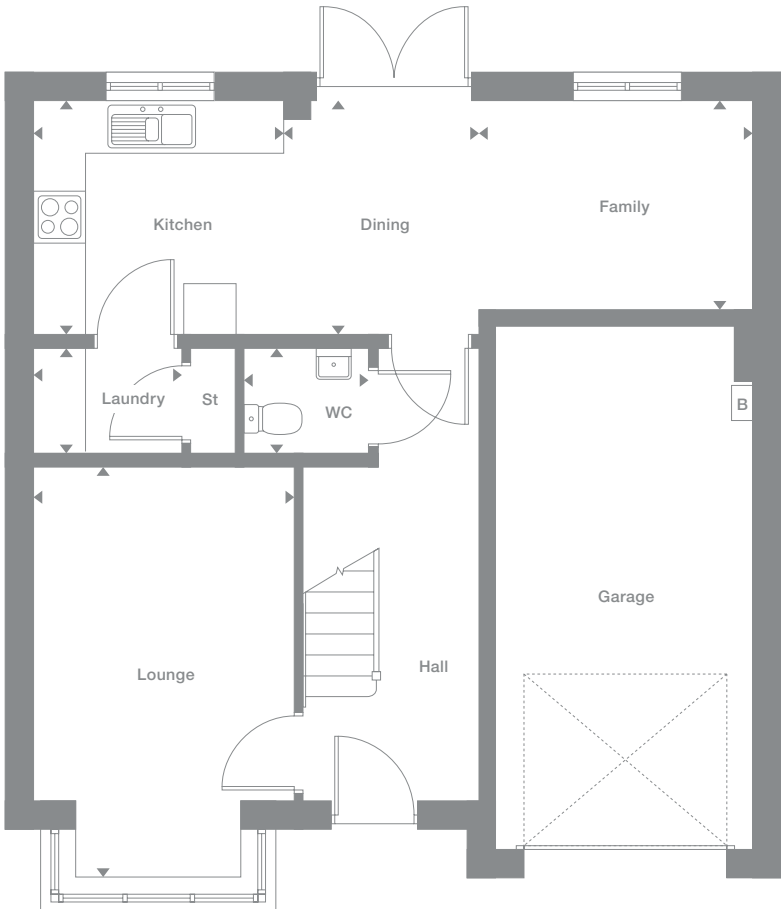 Kitchen
Dining
Family
Laundry
St
WC
B
Garage
Lounge
Hall